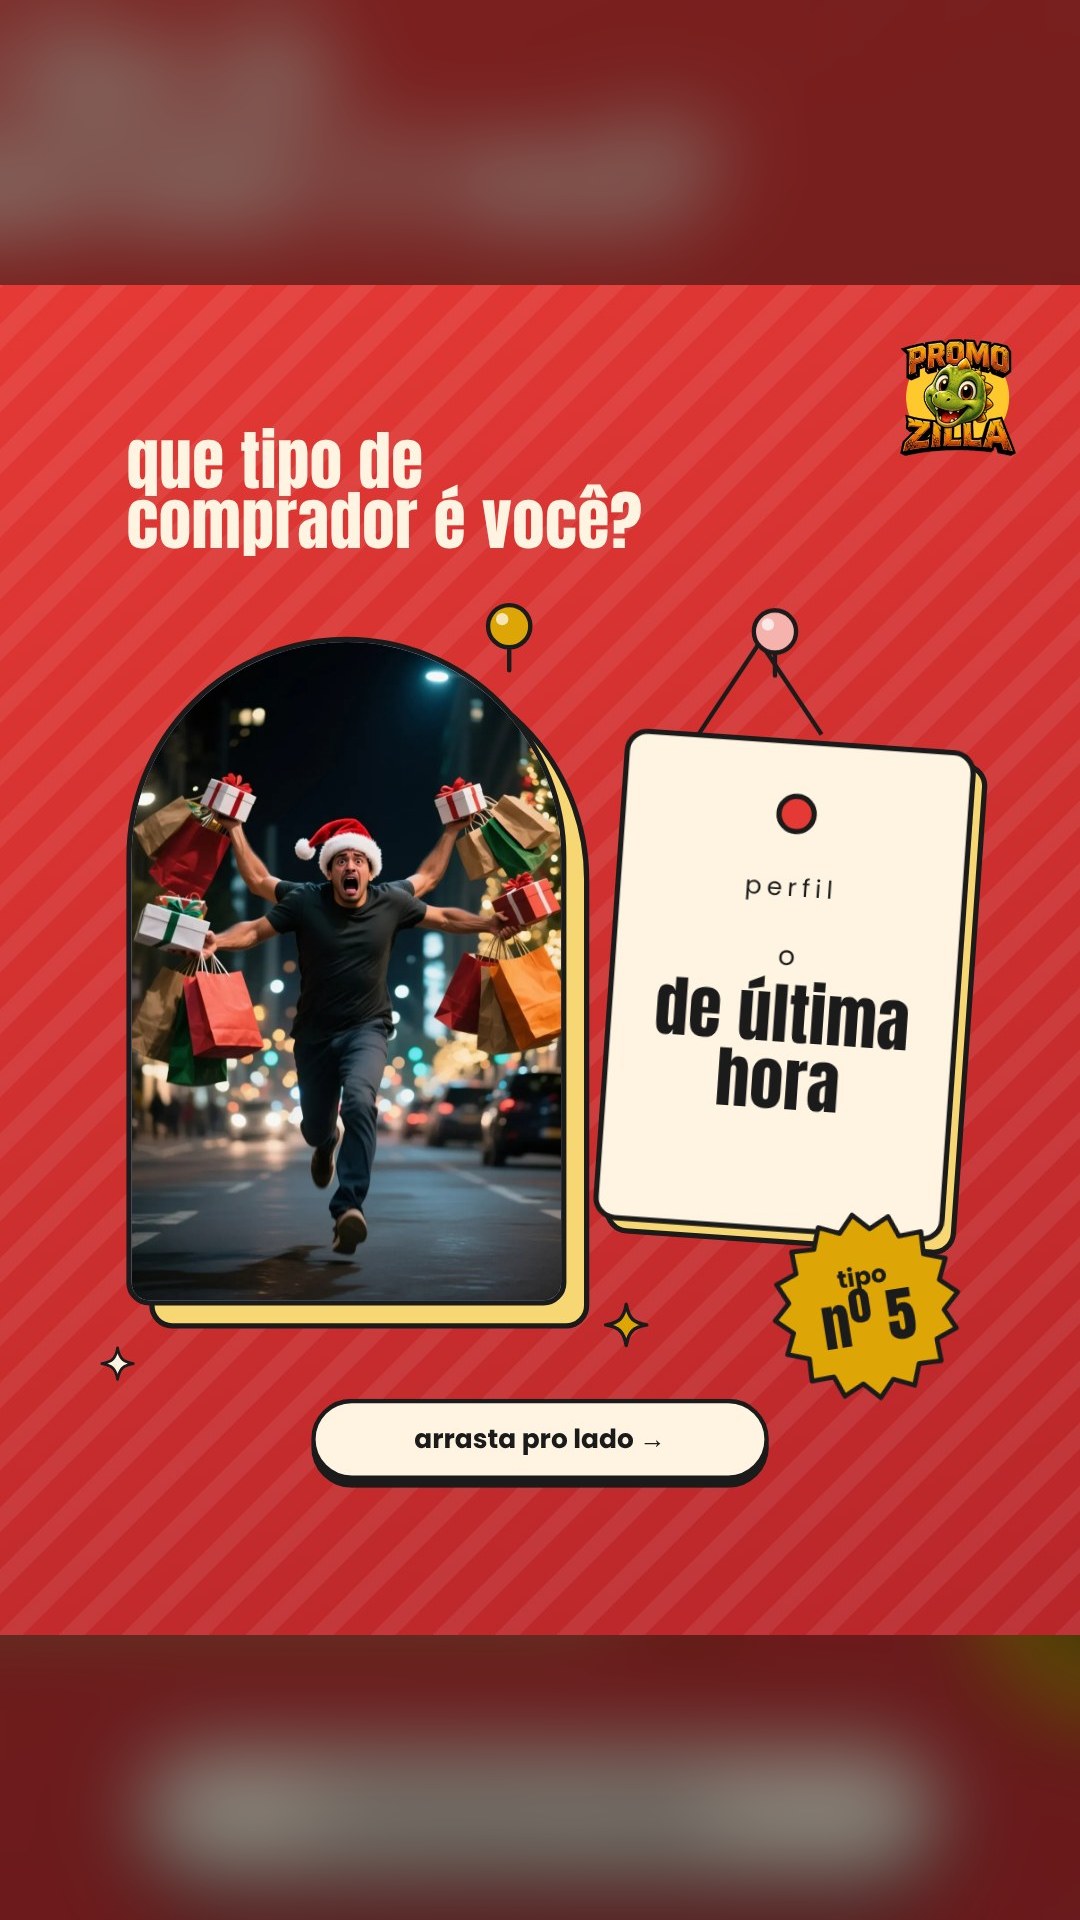 PROMO
ZILLA
que tipo de
comprador é você?
perfil
o
de última
hora
tipo
nº 5
arrasta pro lado →